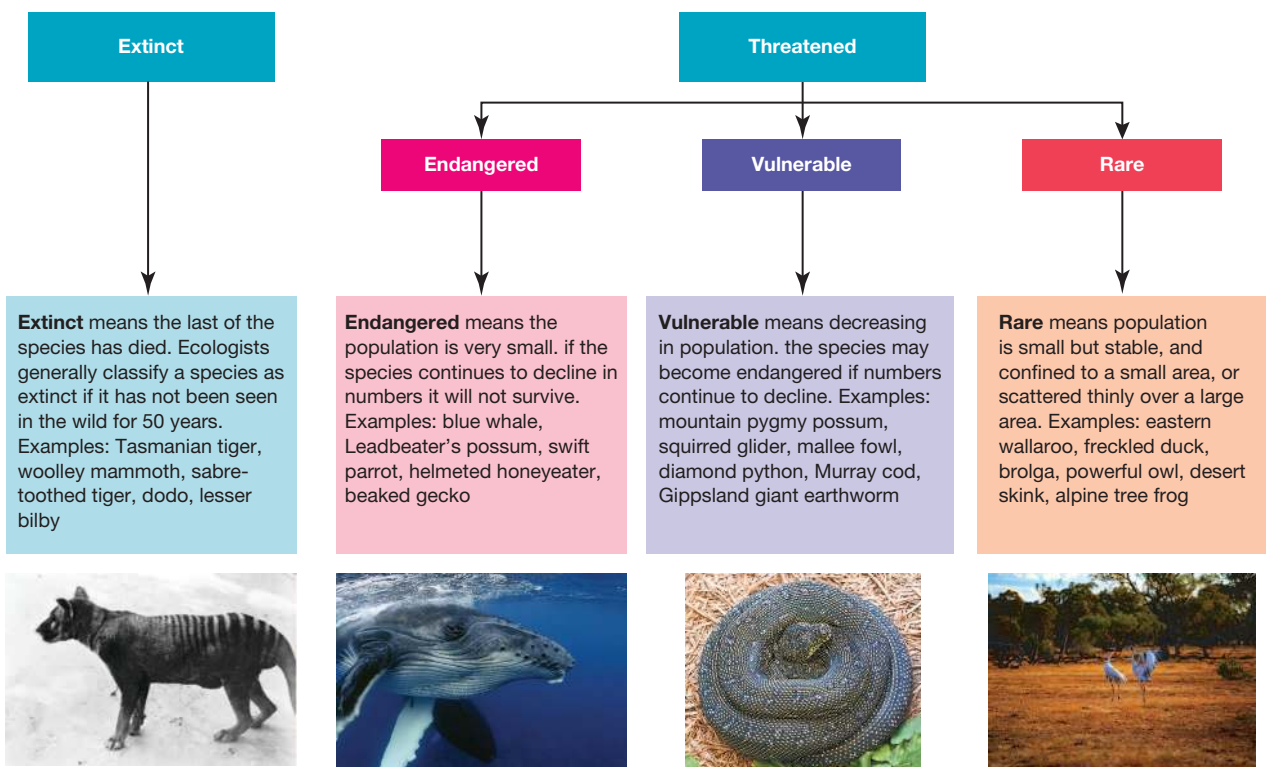 Extinct
Threatened
Endangered
Vulnerable
Rare
Extinct means the last of the
species has died. Ecologists
generally classify a species as
extinct if it has not been seen
in the wild for 50 years.
Examples: Tasmanian tiger,
woolley mammoth, sabre-
toothed tiger, dodo, lesser
bilby
Endangered means the
population is very small. if the
species continues to decline in
numbers it will not survive.
Examples: blue whale,
Leadbeater’s possum, swift
parrot, helmeted honeyeater,
beaked gecko
Vulnerable means decreasing
in population. the species may
become endangered if numbers
continue to decline. Examples:
mountain pygmy possum,
squirred glider, mallee fowl,
diamond python, Murray cod,
Gippsland giant earthworm
Rare means population
is small but stable, and
confined to a small area, or
scattered thinly over a large
area. Examples: eastern
wallaroo, freckled duck,
brolga, powerful owl, desert
skink, alpine tree frog